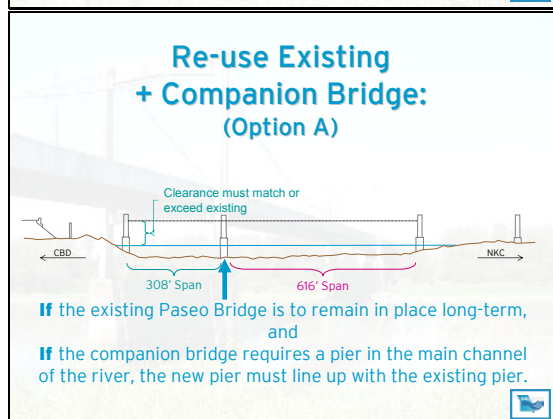 Re-use Existing
+ Companion Bridge:
(Option A)
Clearance must match or
exceed existing
CBD
NKC
308' Span
616' Span
If the existing Paseo Bridge is to remain in place long-term,
and
If the companion bridge requires a pier in the main channel
of the river, the new pier must line up with the existing pier.